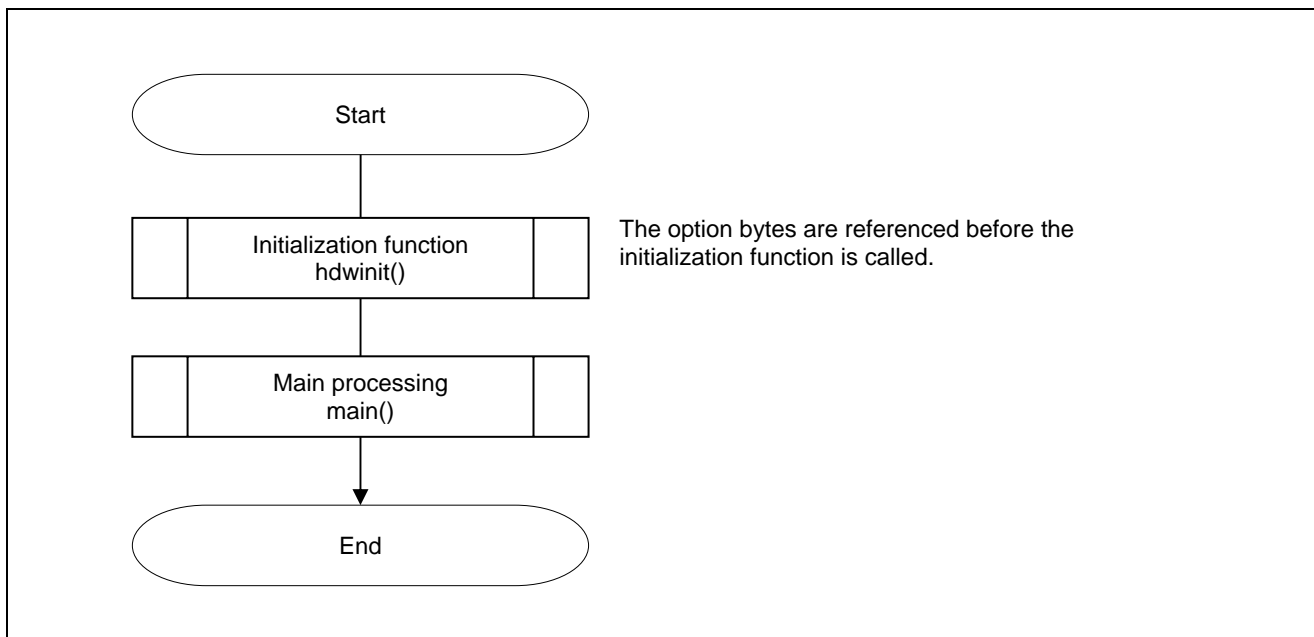 Start
Initialization function
hdwinit()
The option bytes are referenced before the
initialization function is called.
Main processing
main()
End